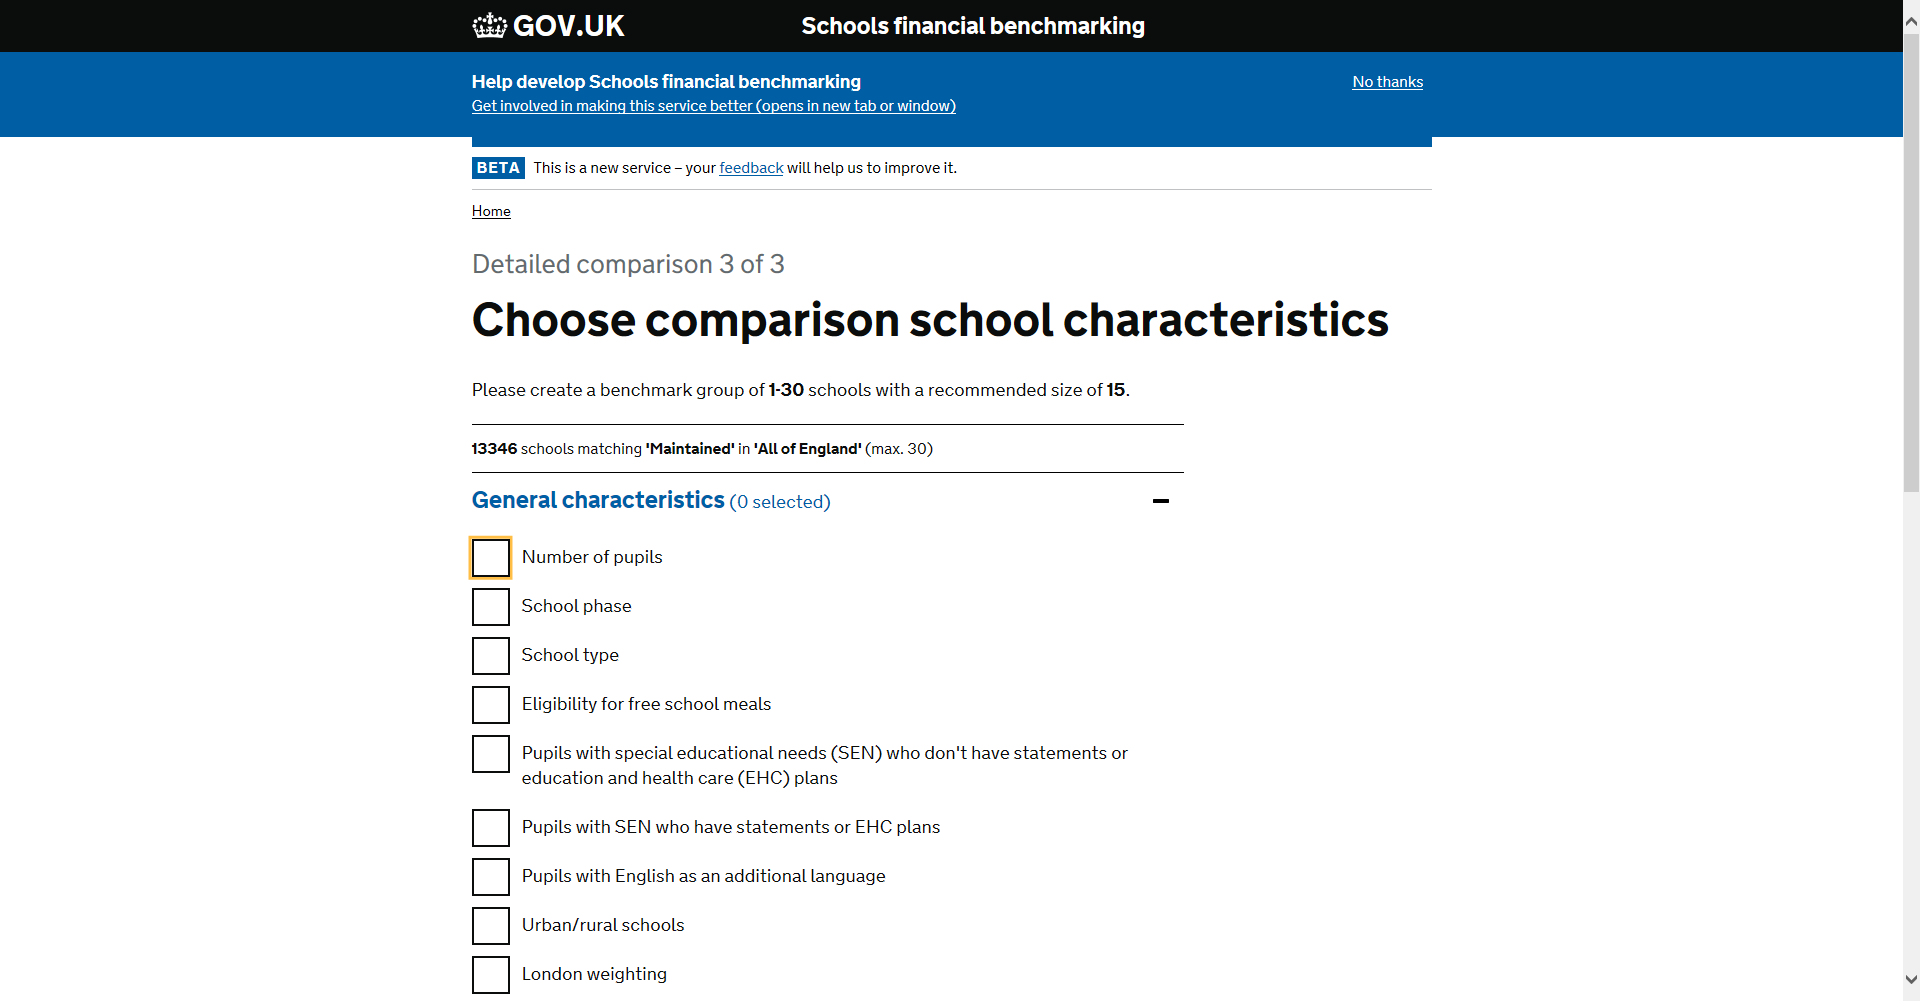 GOV.UK
Schools financial benchmarking
Help develop Schools financial benchmarking
No thanks
Get involved in making this service better (opens in new tab or window)
BETA This is a new service – your feedback will help us to improve it.
Home
Detailed comparison 3 of 3
Choose comparison school characteristics
Please create a benchmark group of 1-30 schools with a recommended size of 15.
13346 schools matching 'Maintained' in 'All of England' (max. 30)
General characteristics (0 selected)
Number of pupils
School phase
School type
Eligibility for free school meals
Pupils with special educational needs (SEN) who don't have statements or
education and health care (EHC) plans
Pupils with SEN who have statements or EHC plans
Pupils with English as an additional language
Urban/rural schools
London weighting